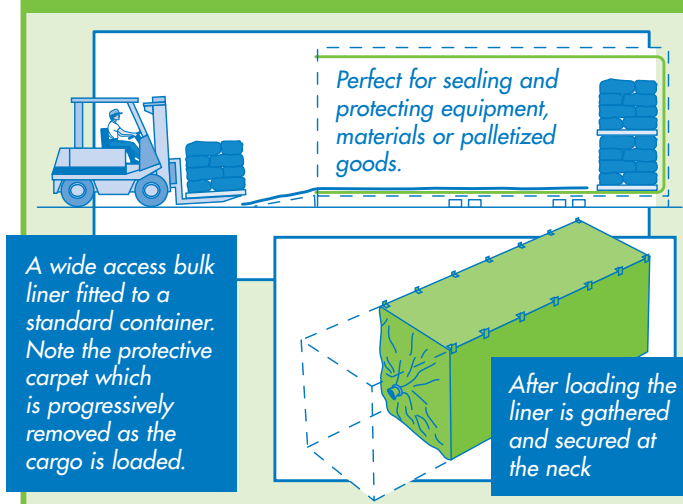 Perfect for sealing and
protecting equipment,
materials or palletized
goods.
A wide access bulk
liner fitted to a
standard container.
Note the protective
carpet which
is progressively
removed as the
cargo is loaded.
After loading the
liner is gathered
and secured at
the neck